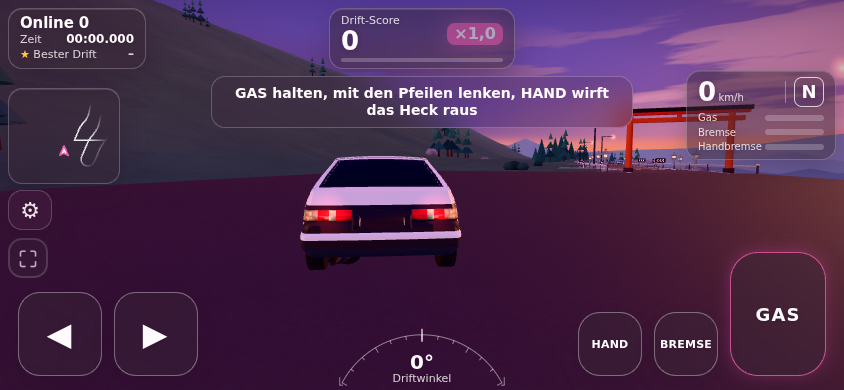 Online 0
Zeit 00:00.000
★ Bester Drift –
Drift-Score
0 ×1,0
GAS halten, mit den Pfeilen lenken, HAND wirft
das Heck raus
0 km/h N
Gas
Bremse
Handbremse
HAND
BREMSE
GAS
0°
Driftwinkel